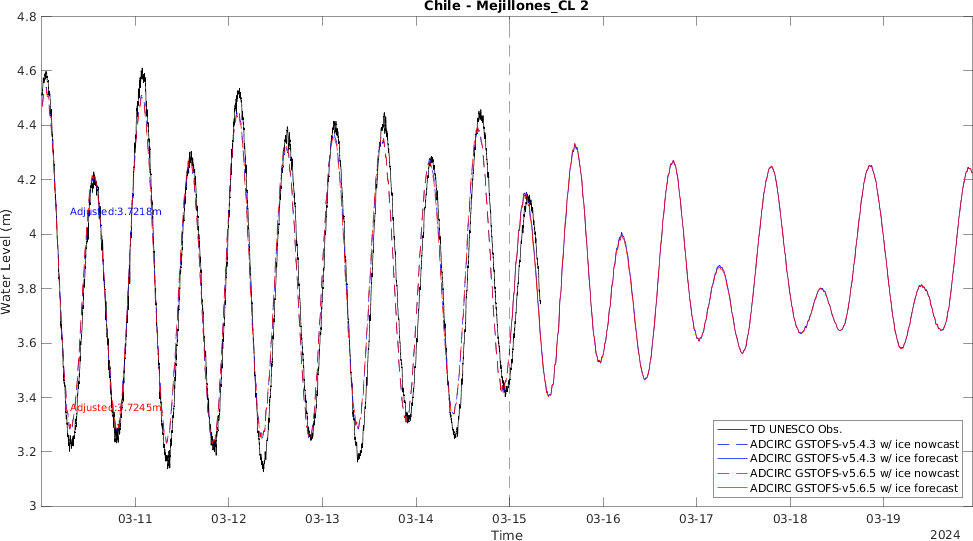 Chile - Mejillones_CL 2
4.8
4.6
4.4
4.2
4
3.8
3.6
3.4
3.2
3
Water Level (m)
Adjusted:3.7218m
Adjusted:3.7245m
TD UNESCO Obs.
ADCIRC GSTOFS-v5.4.3 w/ ice nowcast
ADCIRC GSTOFS-v5.4.3 w/ ice forecast
ADCIRC GSTOFS-v5.6.5 w/ ice nowcast
ADCIRC GSTOFS-v5.6.5 w/ ice forecast
03-11 03-12 03-13 03-14 03-15 03-16 03-17 03-18 03-19
Time
2024